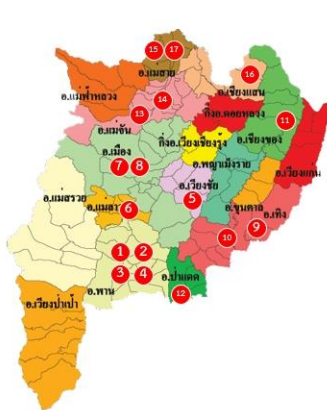 15 17
อ.แม่สาย
16
อ.แม่ฟ้าหลวง
อ.เชียงแสน
14
กิ่งอ.ดอยหลวง
13
11
อ.แม่จัน
กิ่งอ.เวียงเชียงรุ้ง
อ.เชียงของ
อ.เมือง
อ.พญาเม็งราย
7 8
อ.เวียงแก่น
อ.เวียงชัย
อ.แม่สรวย
5
6
อ.ขุนตาล
9
อ.เทิง
10
1 2
3 4
อ.ป่าแดด
อ.พาน
12
อ.เวียงป่าเป้า